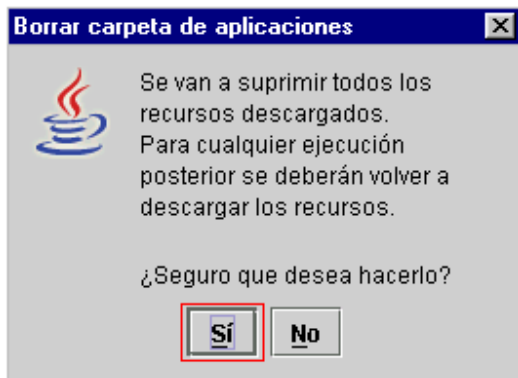 Borrar carpeta de aplicaciones
Se van a suprimir todos los
recursos descargados.
Para cualquier ejecución
posterior se deberán volver a
descargar los recursos.
¿Seguro que desea hacerlo?
Sí No